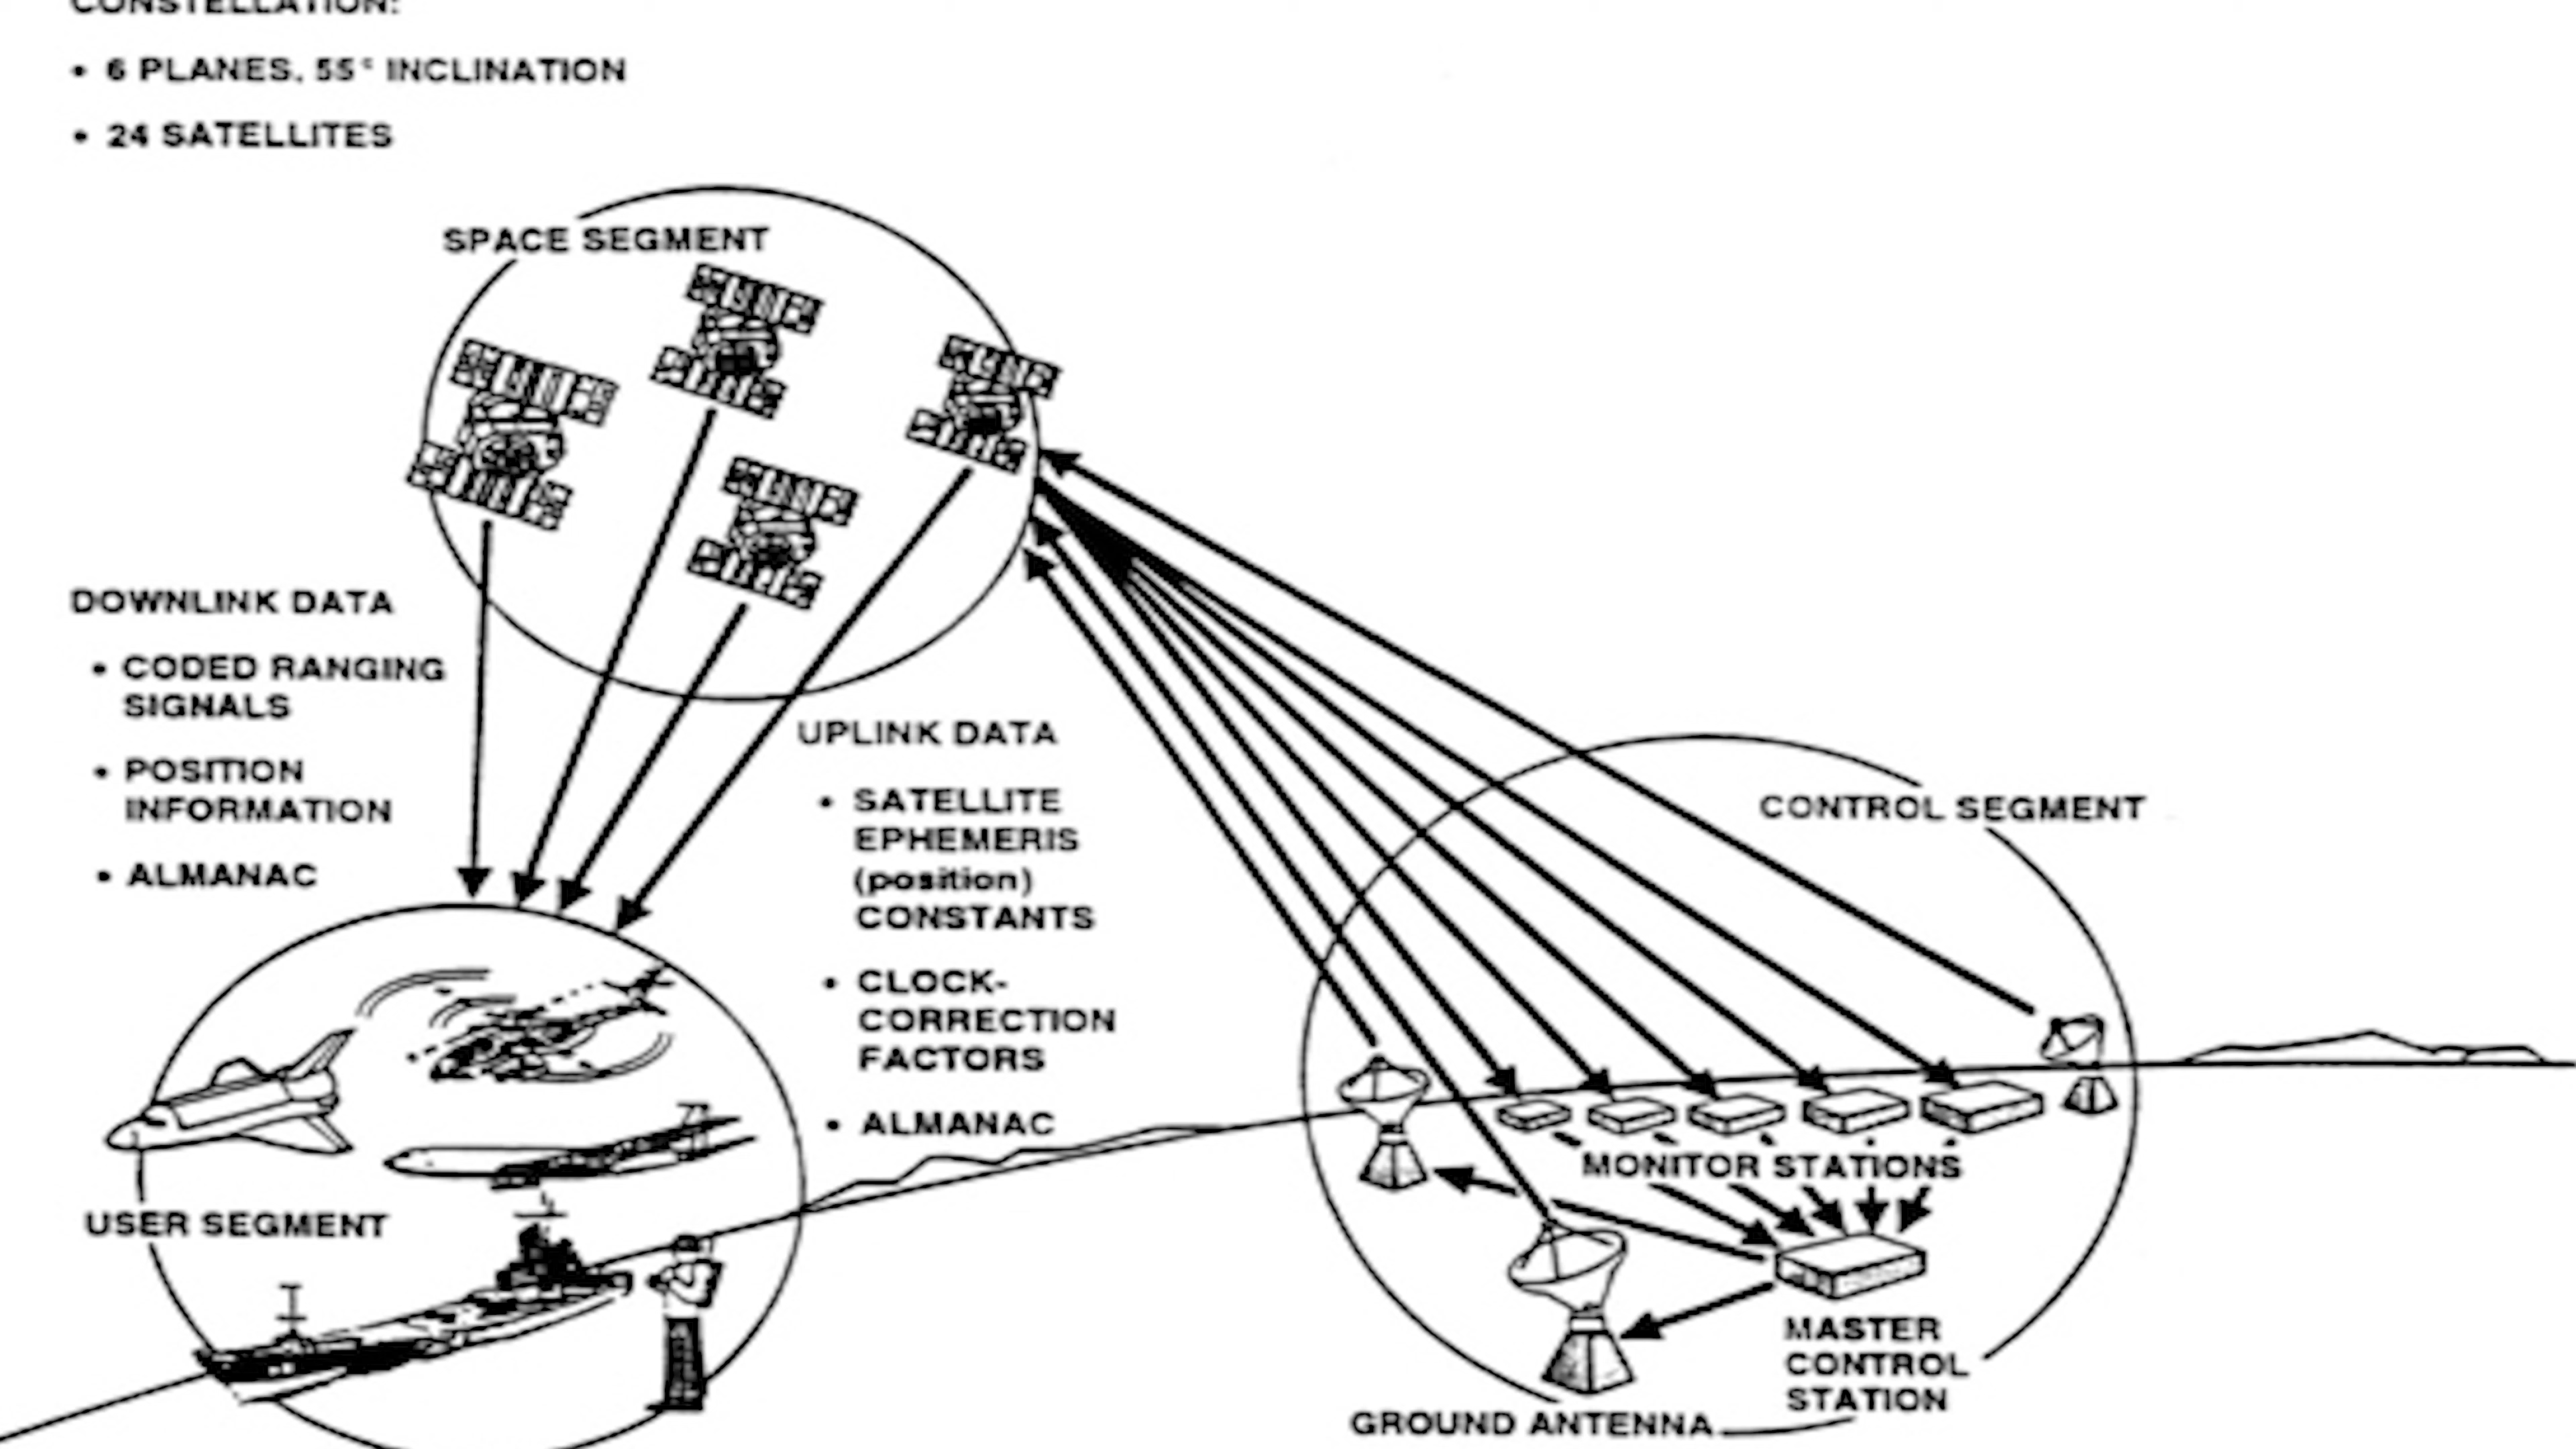 CONSTELLATION:
• 6 PLANES, 55° INCLINATION
• 24 SATELLITES
SPACE SEGMENT
DOWNLINK DATA
• CODED RANGING
SIGNALS
• POSITION
INFORMATION
• ALMANAC
UPLINK DATA
• SATELLITE
EPHEMERIS
(position)
CONSTANTS
• CLOCK-
CORRECTION
FACTORS
• ALMANAC
CONTROL SEGMENT
MONITOR STATIONS
USER SEGMENT
MASTER
CONTROL
STATION
GROUND ANTENNA